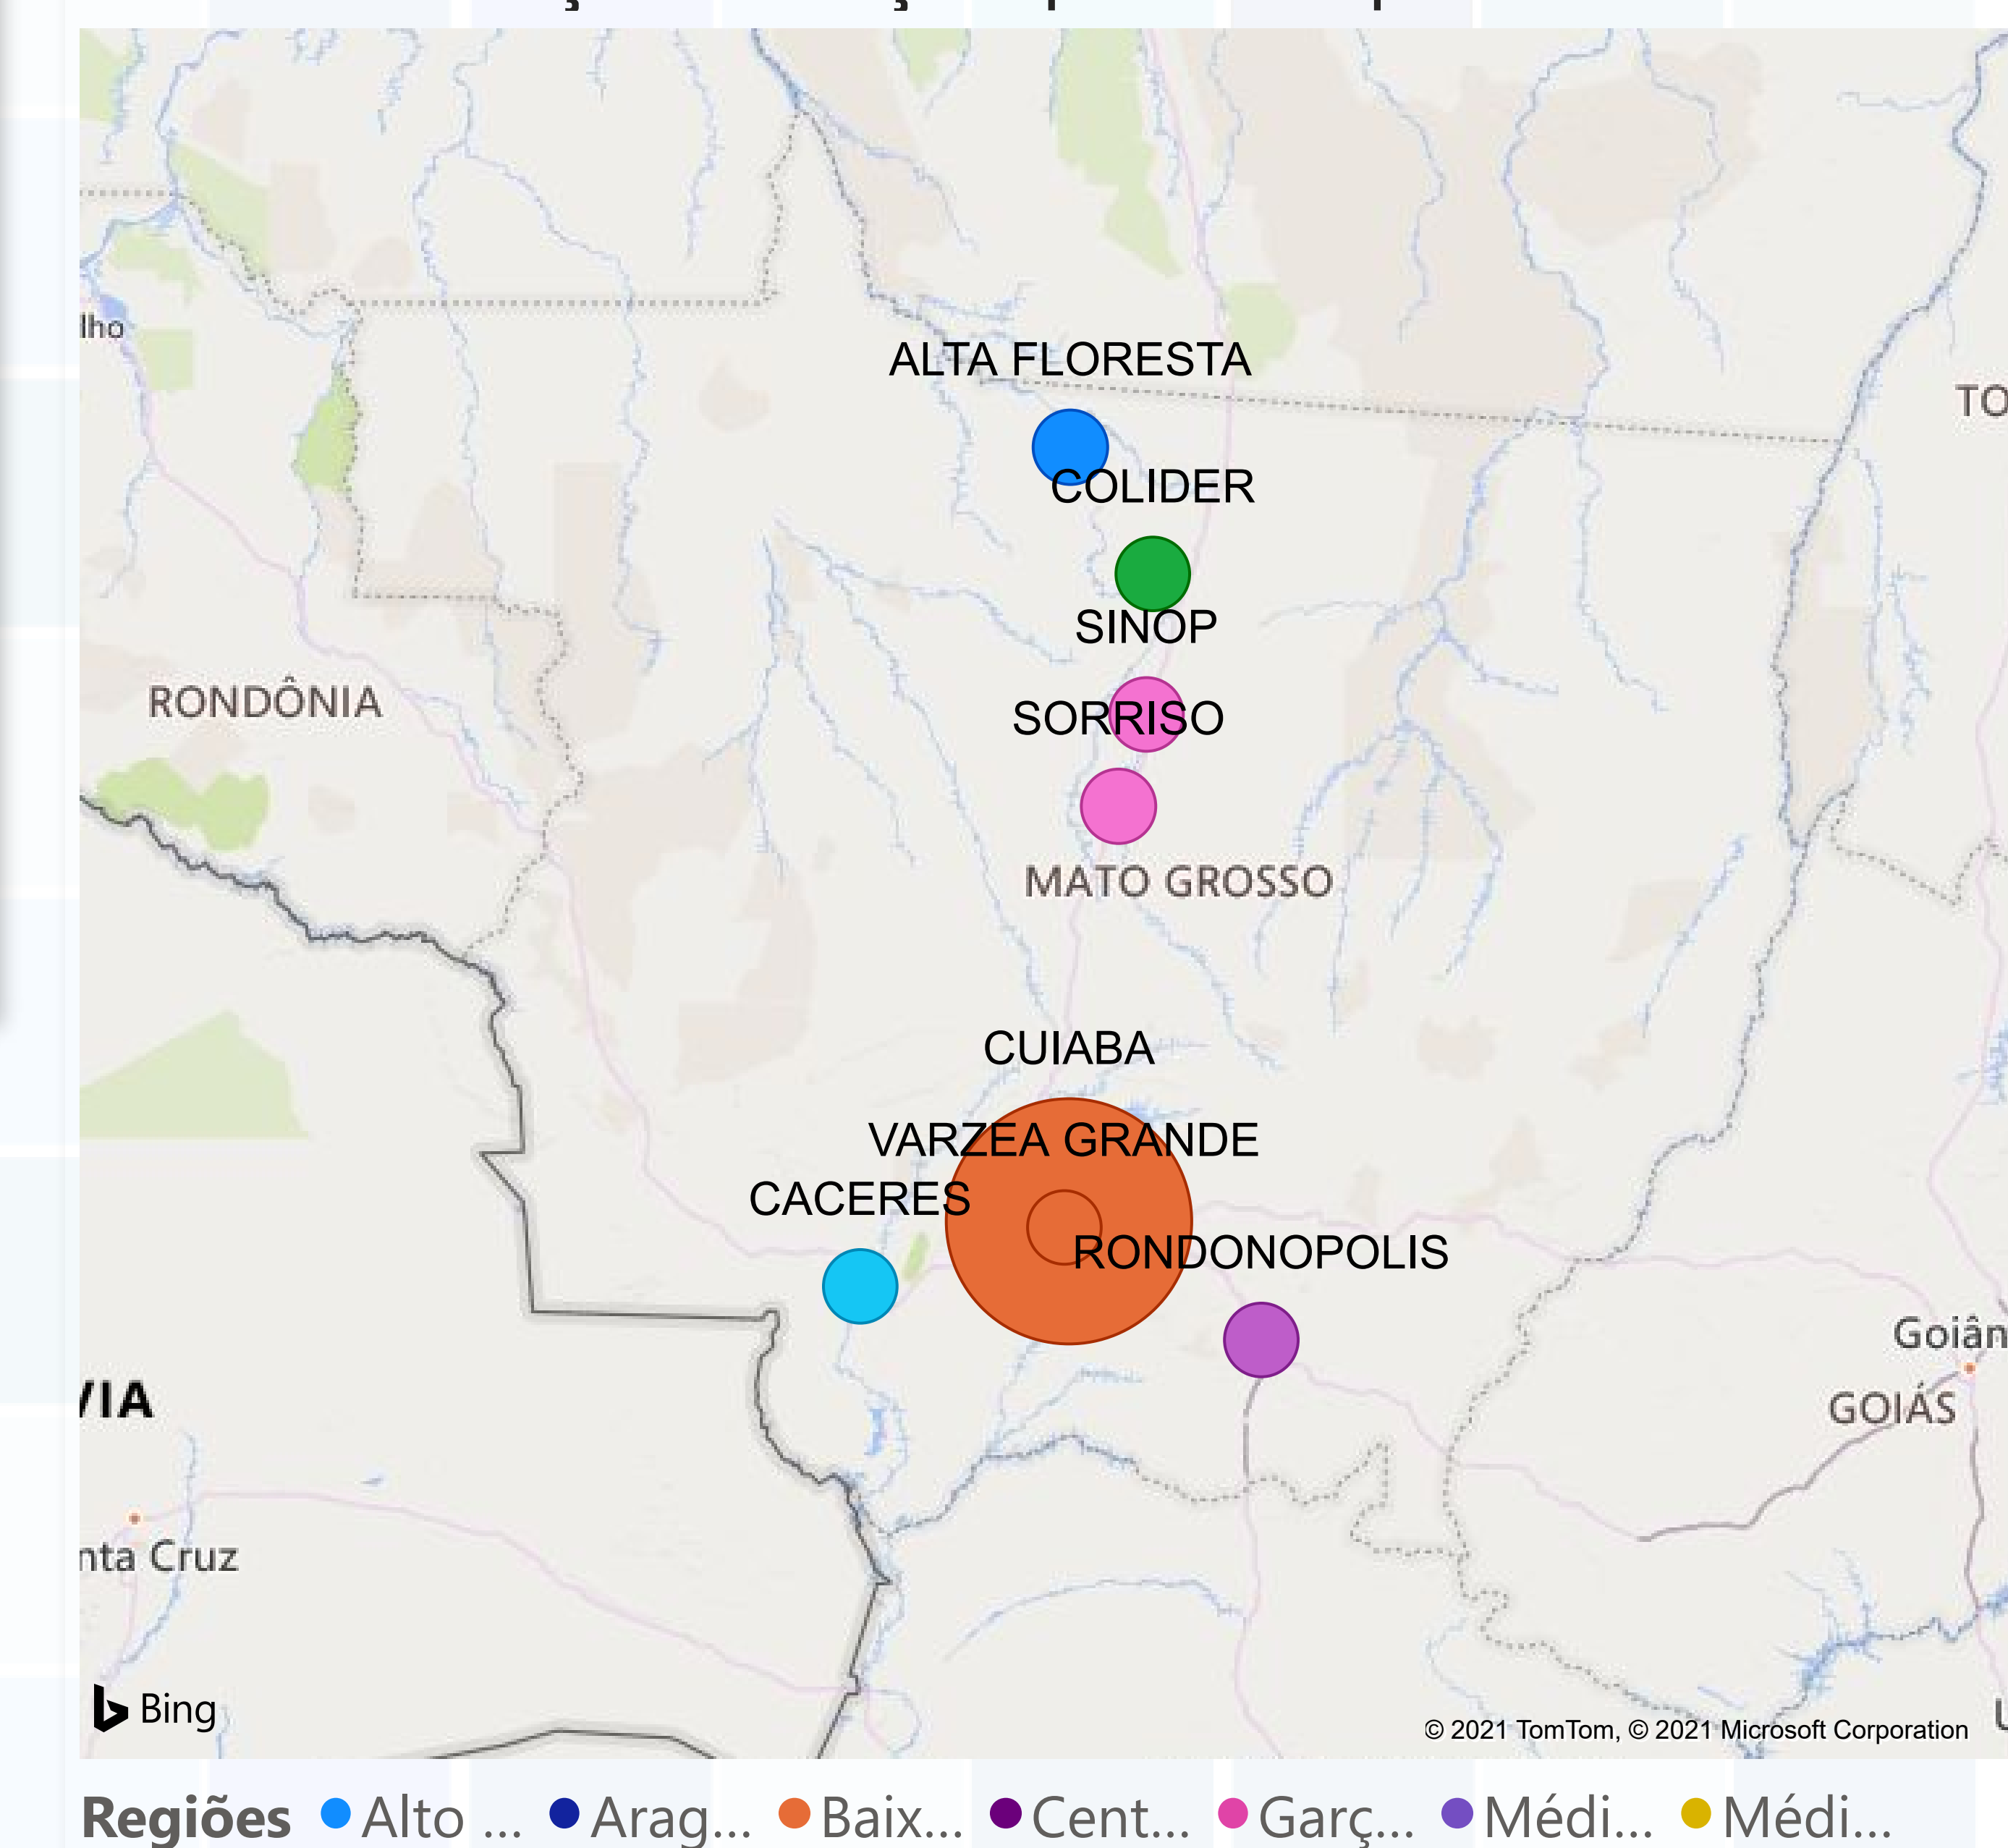 lho
ALTA FLORESTA
TO
COLIDER
SINOP
RONDÔNIA
SORRISO
MATO GROSSO
CUIABA
VARZEA GRANDE
CACERES
RONDONOPOLIS
Goiân
VIA
GOIÁS
nta Cruz
Bing
© 2021 TomTom, © 2021 Microsoft Corporation
Regiões Alto ... Arag... Baix... Cent... Garç... Médi... Médi...